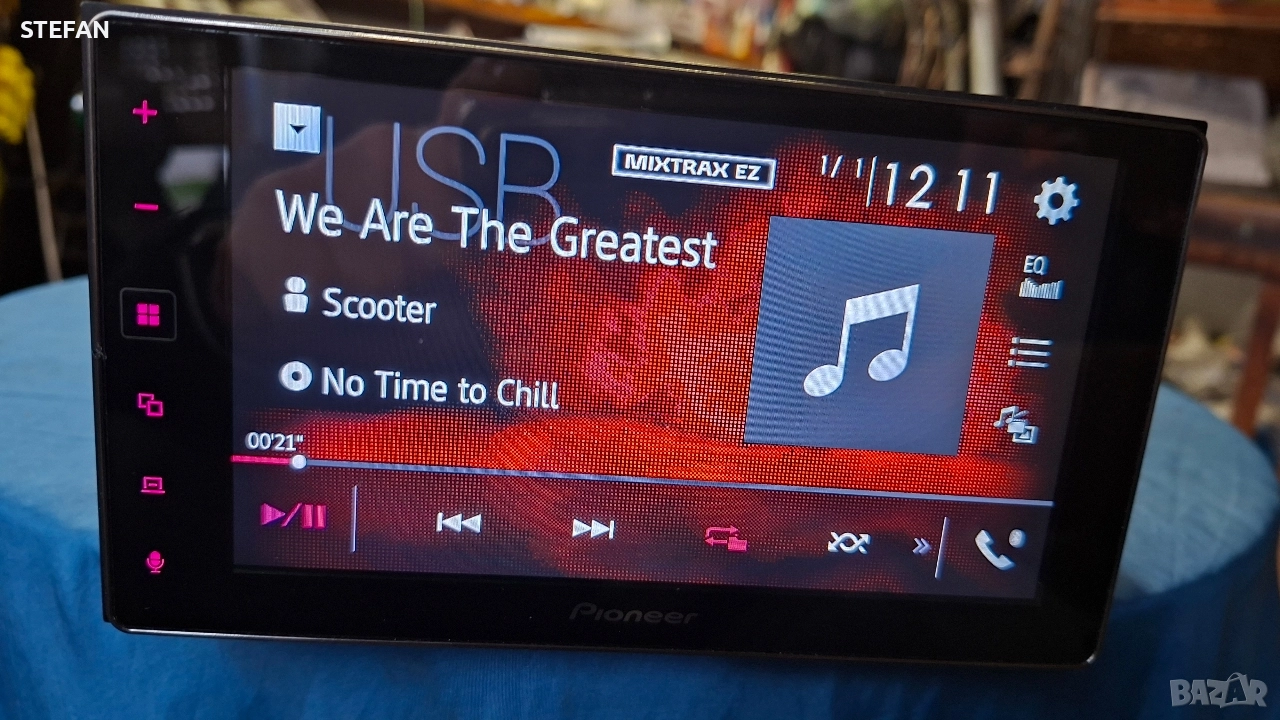 STEFAN
USB
MIXTRAX EZ
1/ 1
12 11
We Are The Greatest
EQ
Scooter
No Time to Chill
00'21"
Pioneer
BAZAR